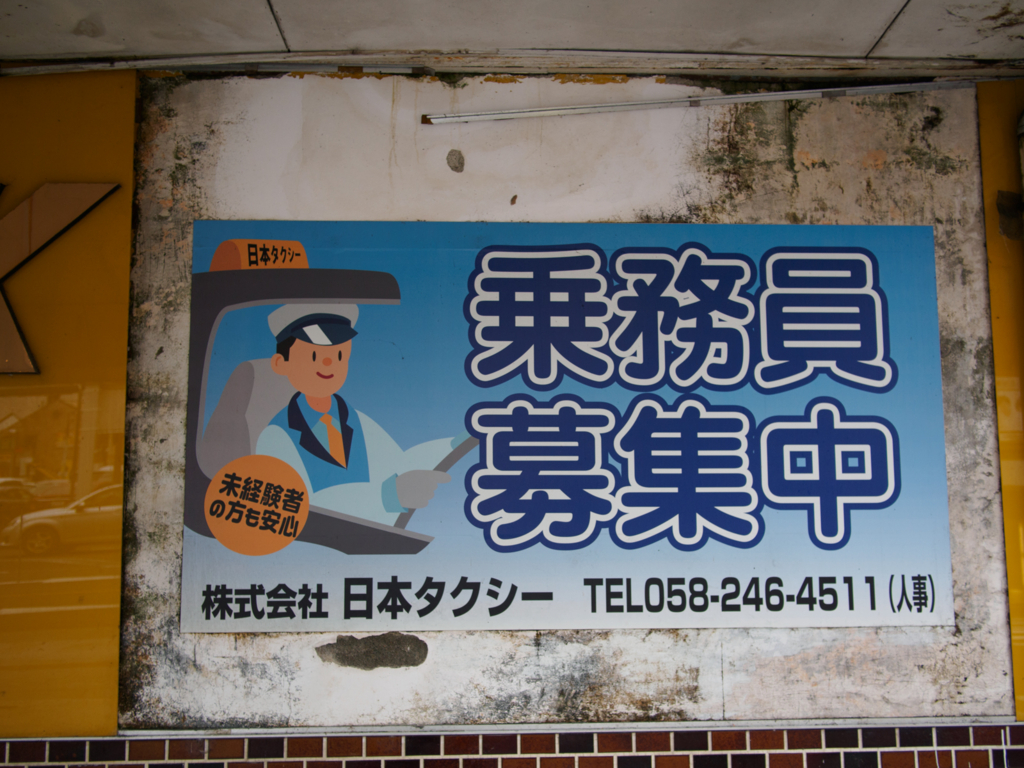 日本タクシー
乗務員
募集中
未経験者
の方も安心
株式会社 日本タクシー TEL058-246-4511(人事)